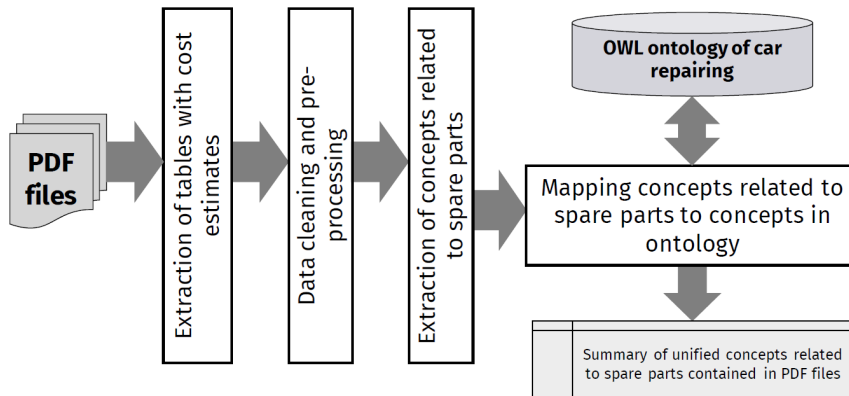 PDF
files
Extraction of tables with cost
estimates
Data cleaning and pre-
processing
Extraction of concepts related
to spare parts
OWL ontology of car
repairing
Mapping concepts related to
spare parts to concepts in
ontology
Summary of unified concepts related
to spare parts contained in PDF files